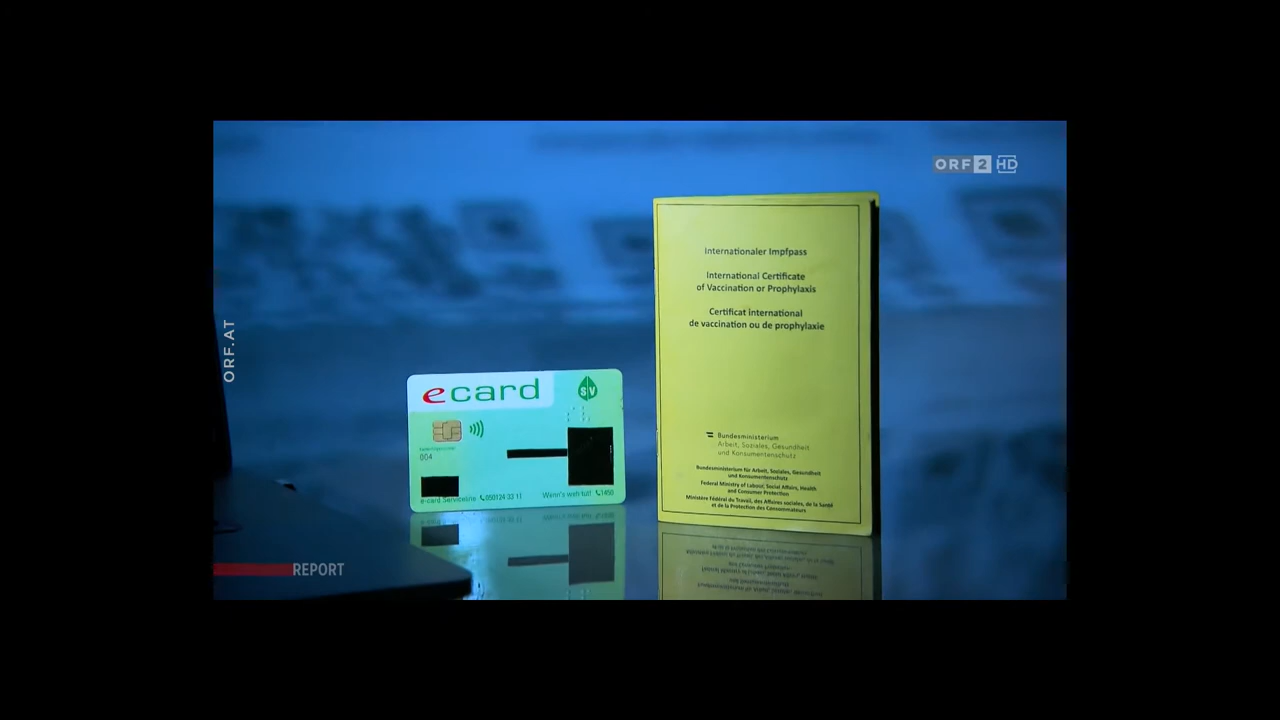 ORF 2 HD
ORF.AT
Internationaler Impfpass
International Certificate
of Vaccination or Prophylaxis
Certificat international
de vaccination ou de prophylaxie
Bundesministerium
Arbeit, Soziales, Gesundheit
und Konsumentenschutz
Bundesministerium für Arbeit, Soziales, Gesundheit
und Konsumentenschutz
Federal Ministry of Labour, Social Affairs, Health
and Consumer Protection
Ministère Fédéral du Travail, des Affaires sociales, de la Santé
et de la Protection des Consommateurs
ecard
SV
004
e-card Serviceline 050124 33 11
Wenn's weh tut! 1450
REPORT